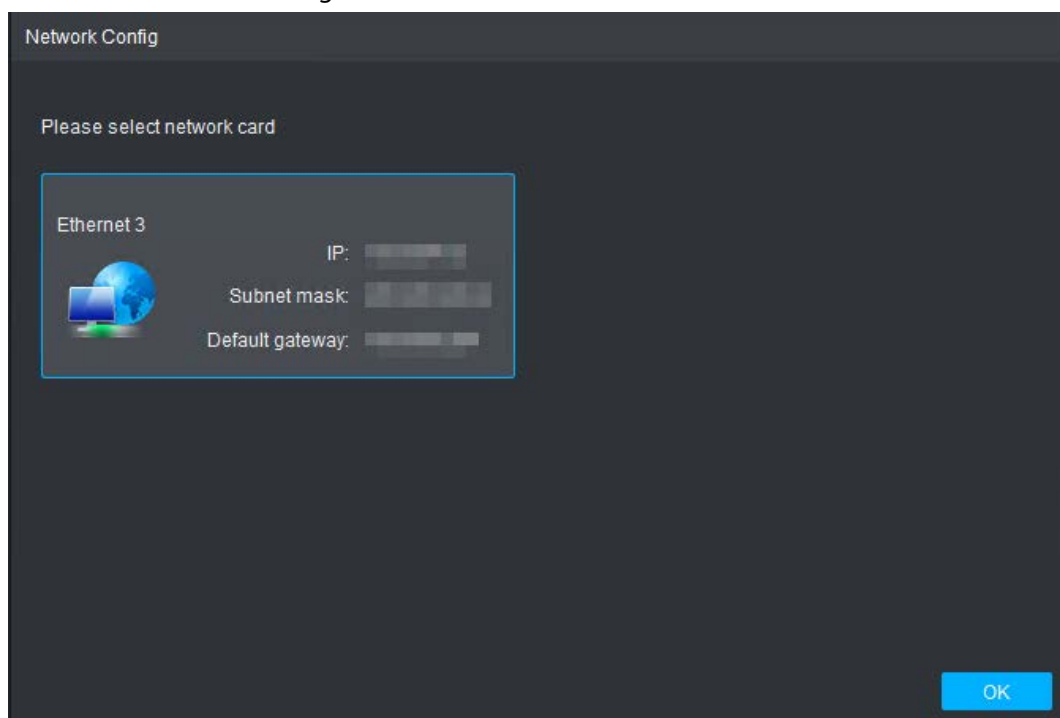 Network Config
Please select network card
Ethernet 3
IP:
Subnet mask:
Default gateway:
OK